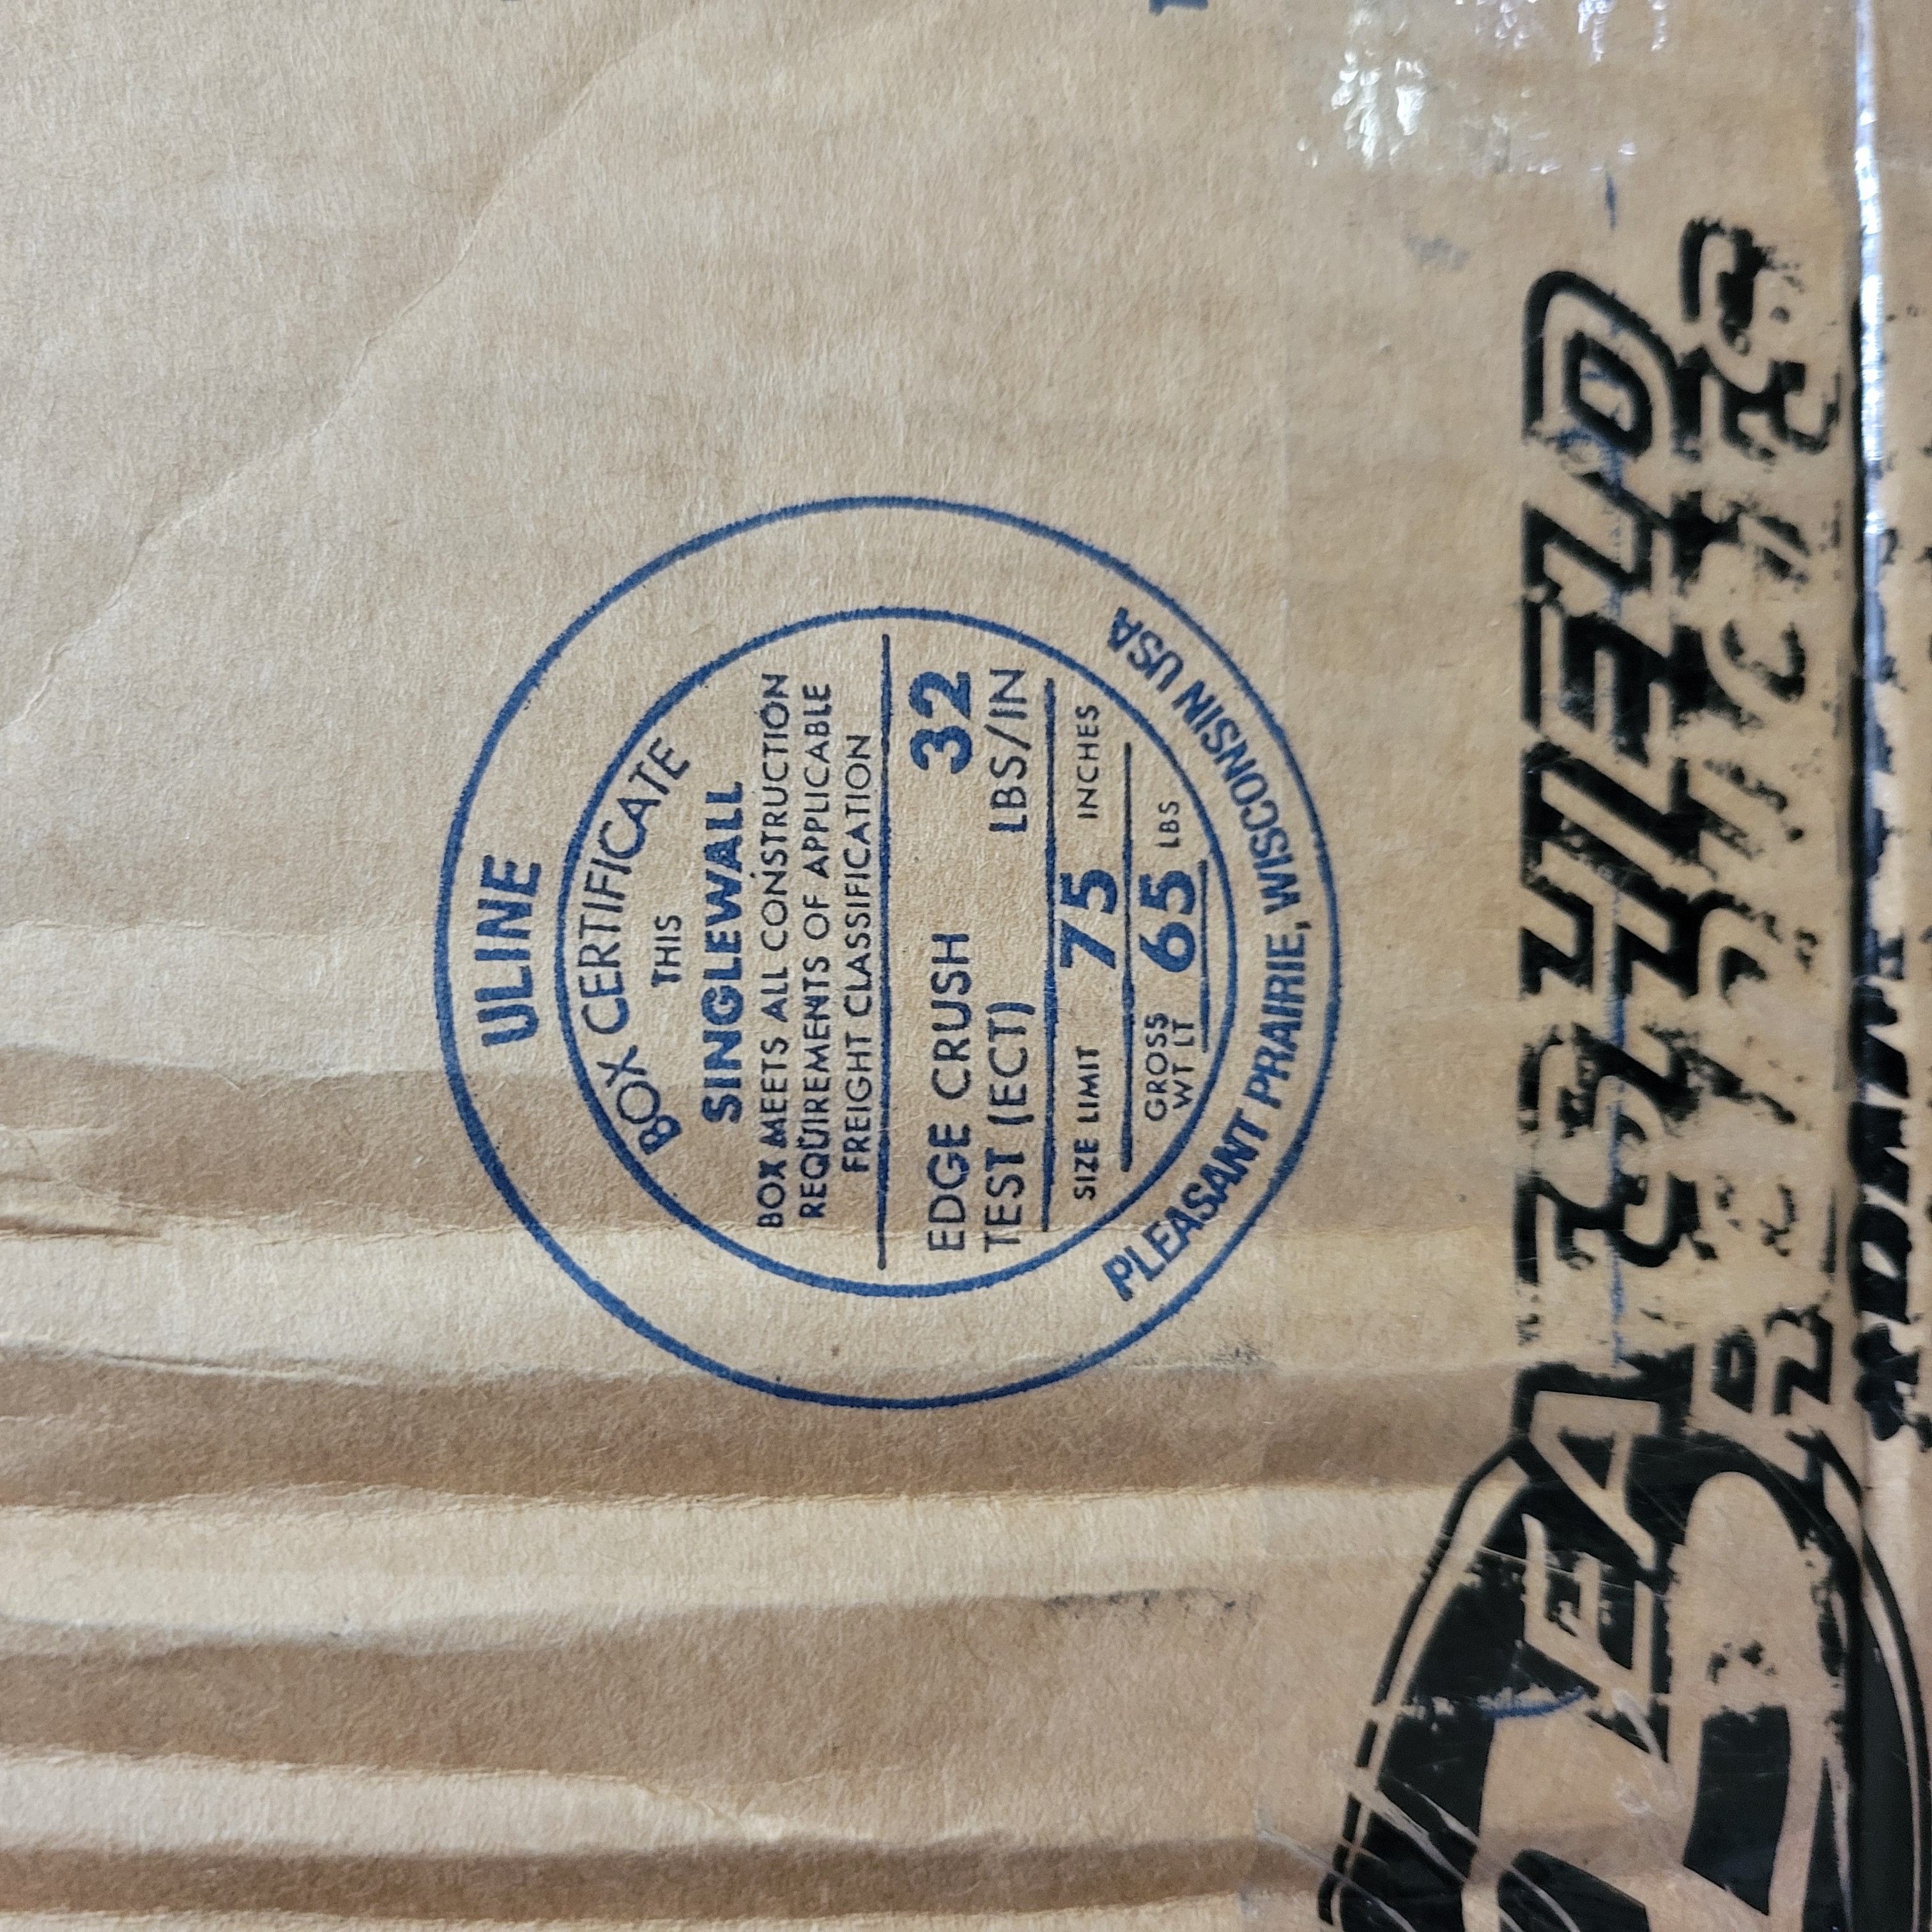 ULINE
BOX CERTIFICATE
THIS
SINGLEWALL
BOX MEETS ALL CONSTRUCTION
REQUIREMENTS OF APPLICABLE
FREIGHT CLASSIFICATION
EDGE CRUSH 32
TEST (ECT) LBS/IN
SIZE LIMIT 75 INCHES
GROSS
WT LT 65 LBS
PLEASANT PRAIRIE, WISCONSIN USA